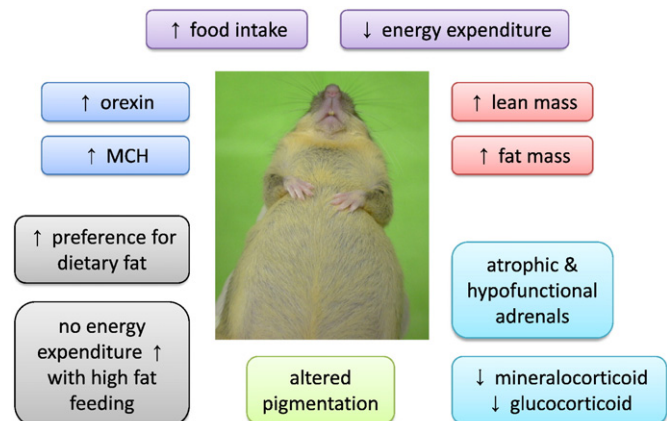 ↑ food intake
↓ energy expenditure
↑ orexin
↑ MCH
↑ lean mass
↑ fat mass
↑ preference for
dietary fat
no energy
expenditure ↑
with high fat
feeding
altered
pigmentation
atrophic &
hypofunctional
adrenals
↓ mineralocorticoid
↓ glucocorticoid